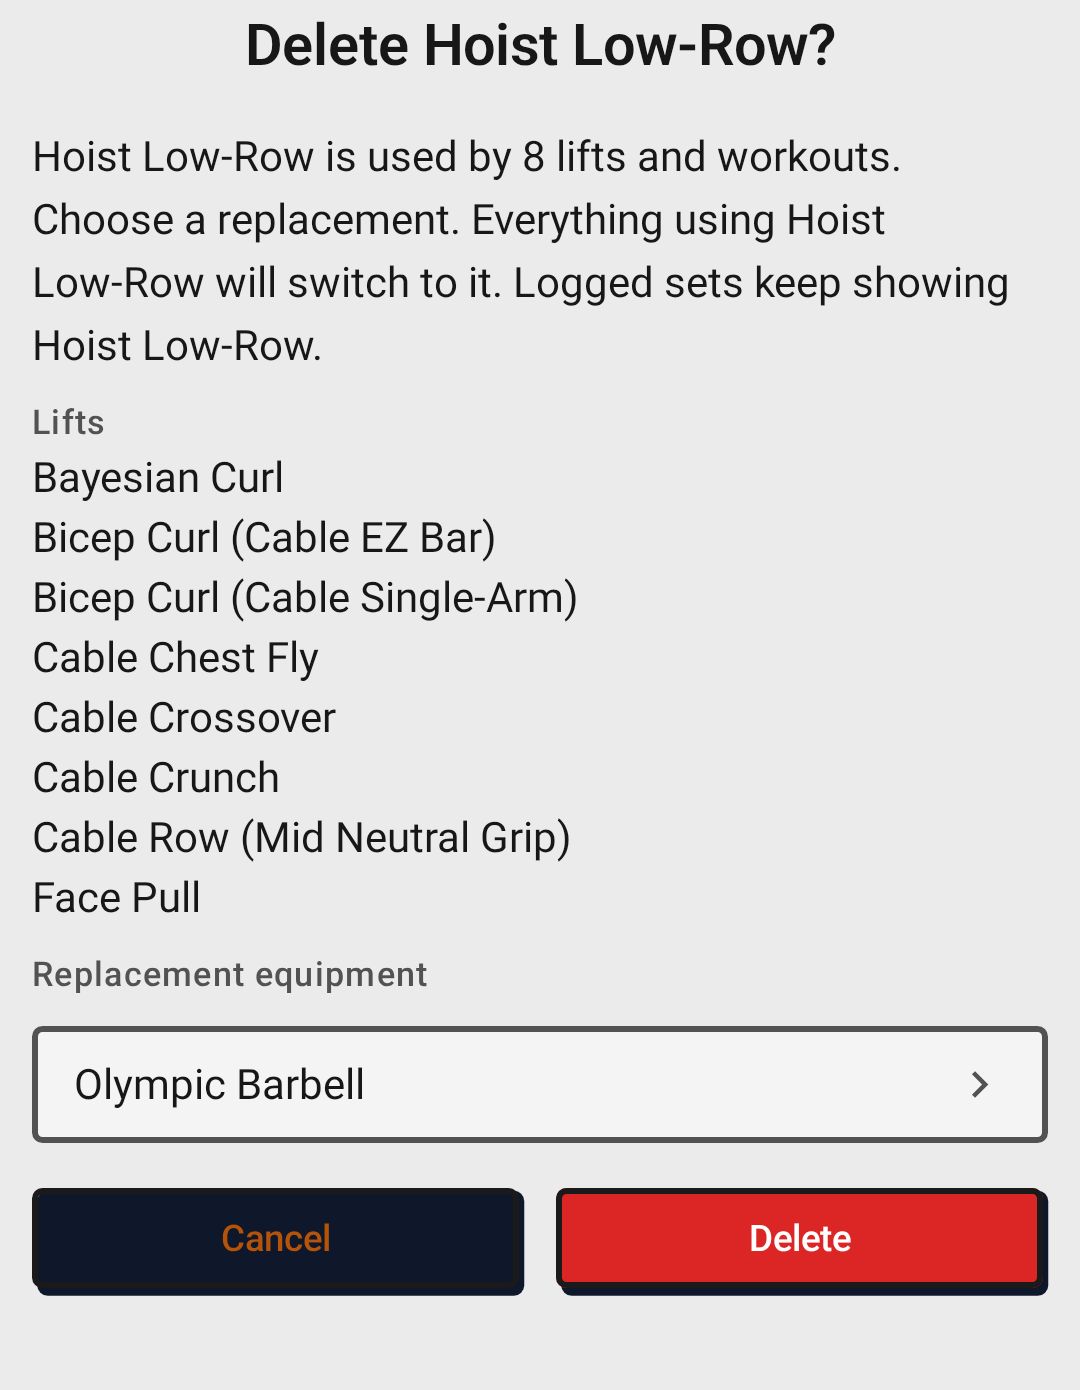 Delete Hoist Low-Row?
Hoist Low-Row is used by 8 lifts and workouts.
Choose a replacement. Everything using Hoist
Low-Row will switch to it. Logged sets keep showing
Hoist Low-Row.
Lifts
Bayesian Curl
Bicep Curl (Cable EZ Bar)
Bicep Curl (Cable Single-Arm)
Cable Chest Fly
Cable Crossover
Cable Crunch
Cable Row (Mid Neutral Grip)
Face Pull
Replacement equipment
Olympic Barbell
Cancel
Delete